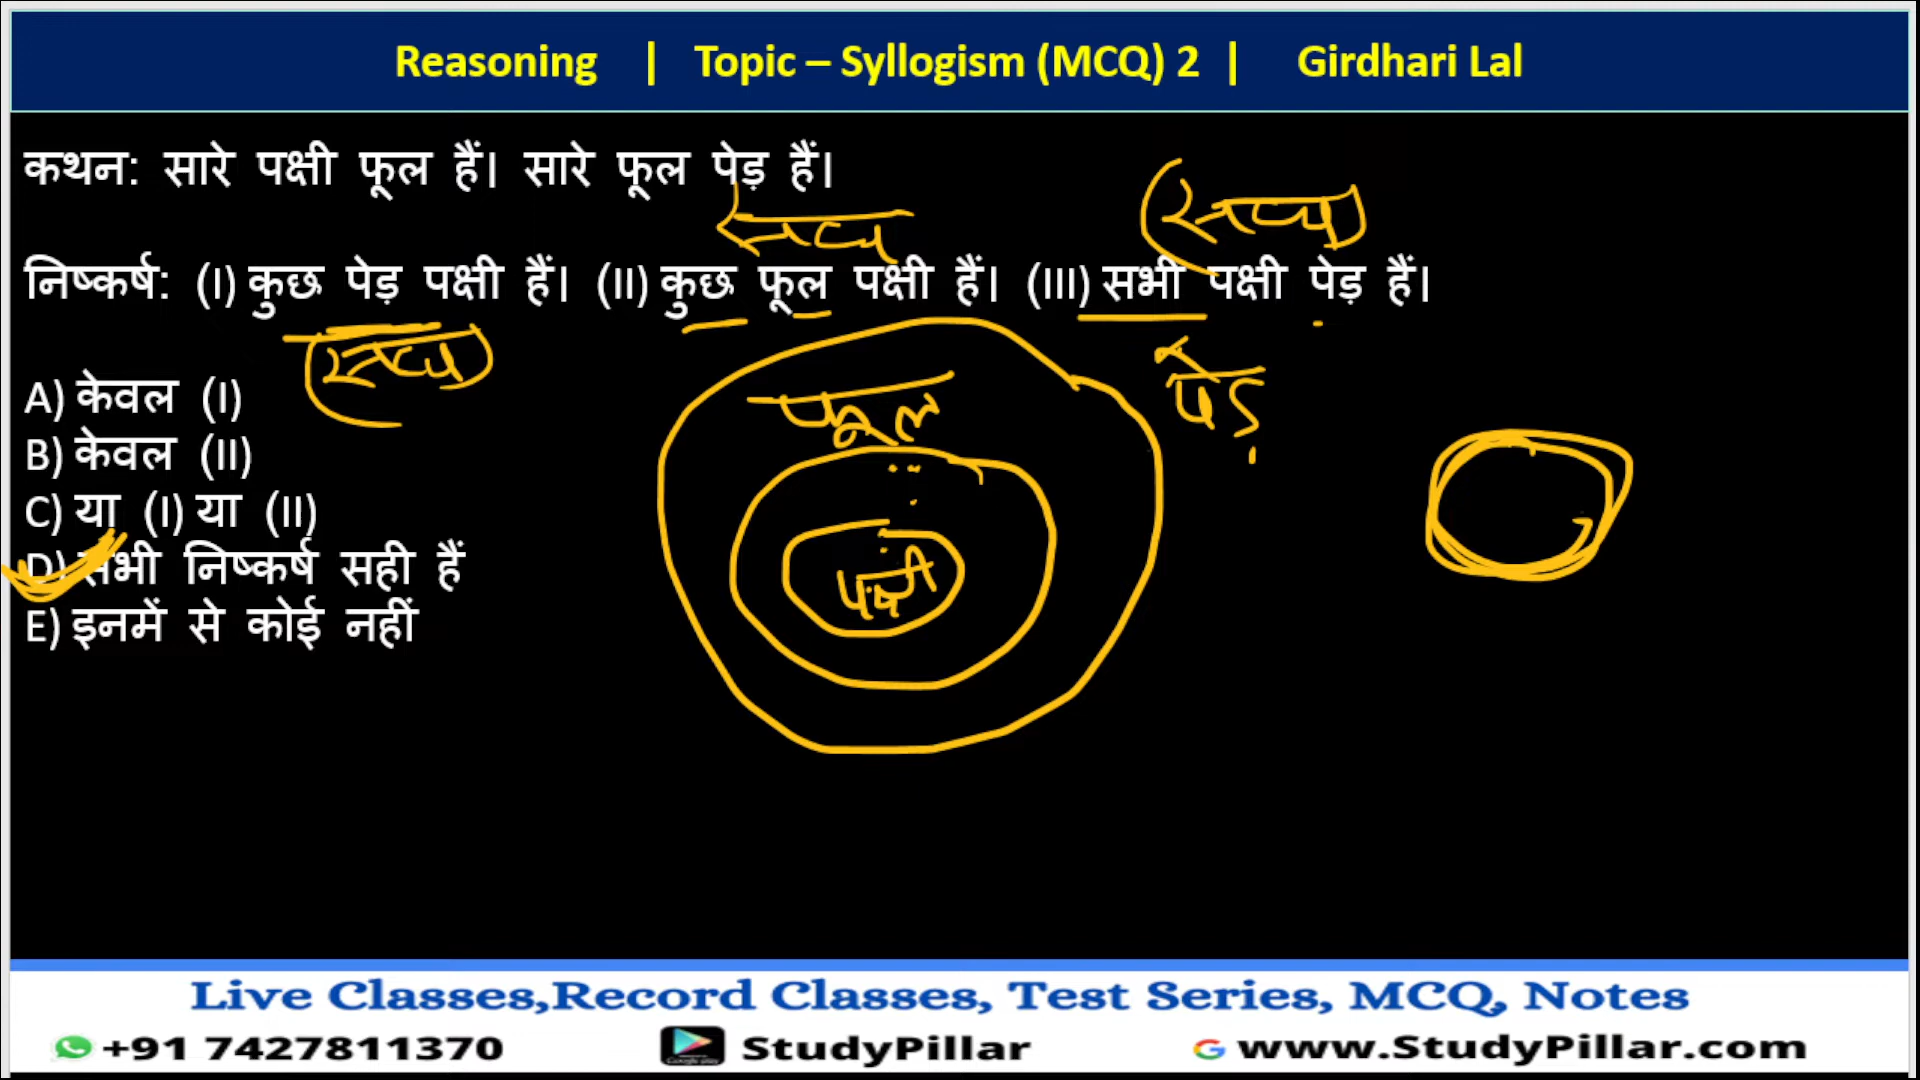 Reasoning | Topic – Syllogism (MCQ) 2 | Girdhari Lal
कथन: सारे पक्षी फूल हैं। सारे फूल पेड़ हैं।
सत्य सत्य
निष्कर्ष: (I) कुछ पेड़ पक्षी हैं। (II) कुछ फूल पक्षी हैं। (III) सभी पक्षी पेड़ हैं।
सत्य
पेड़
फूल
पक्षी
A) केवल (I)
B) केवल (II)
C) या (I) या (II)
D) सभी निष्कर्ष सही हैं
E) इनमें से कोई नहीं
Live Classes,Record Classes, Test Series, MCQ, Notes
+91 7427811370 StudyPillar www.StudyPillar.com